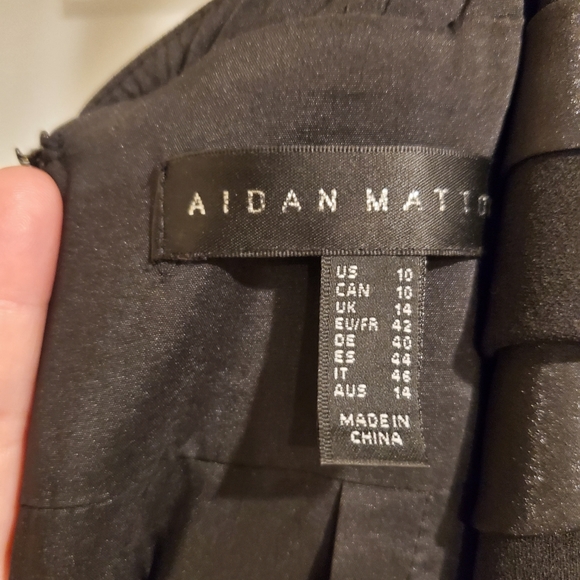 AIDAN MATTO
US 10
CAN 10
UK 14
EU/FR 42
DE 40
ES 44
IT 46
AUS 14
MADE IN
CHINA